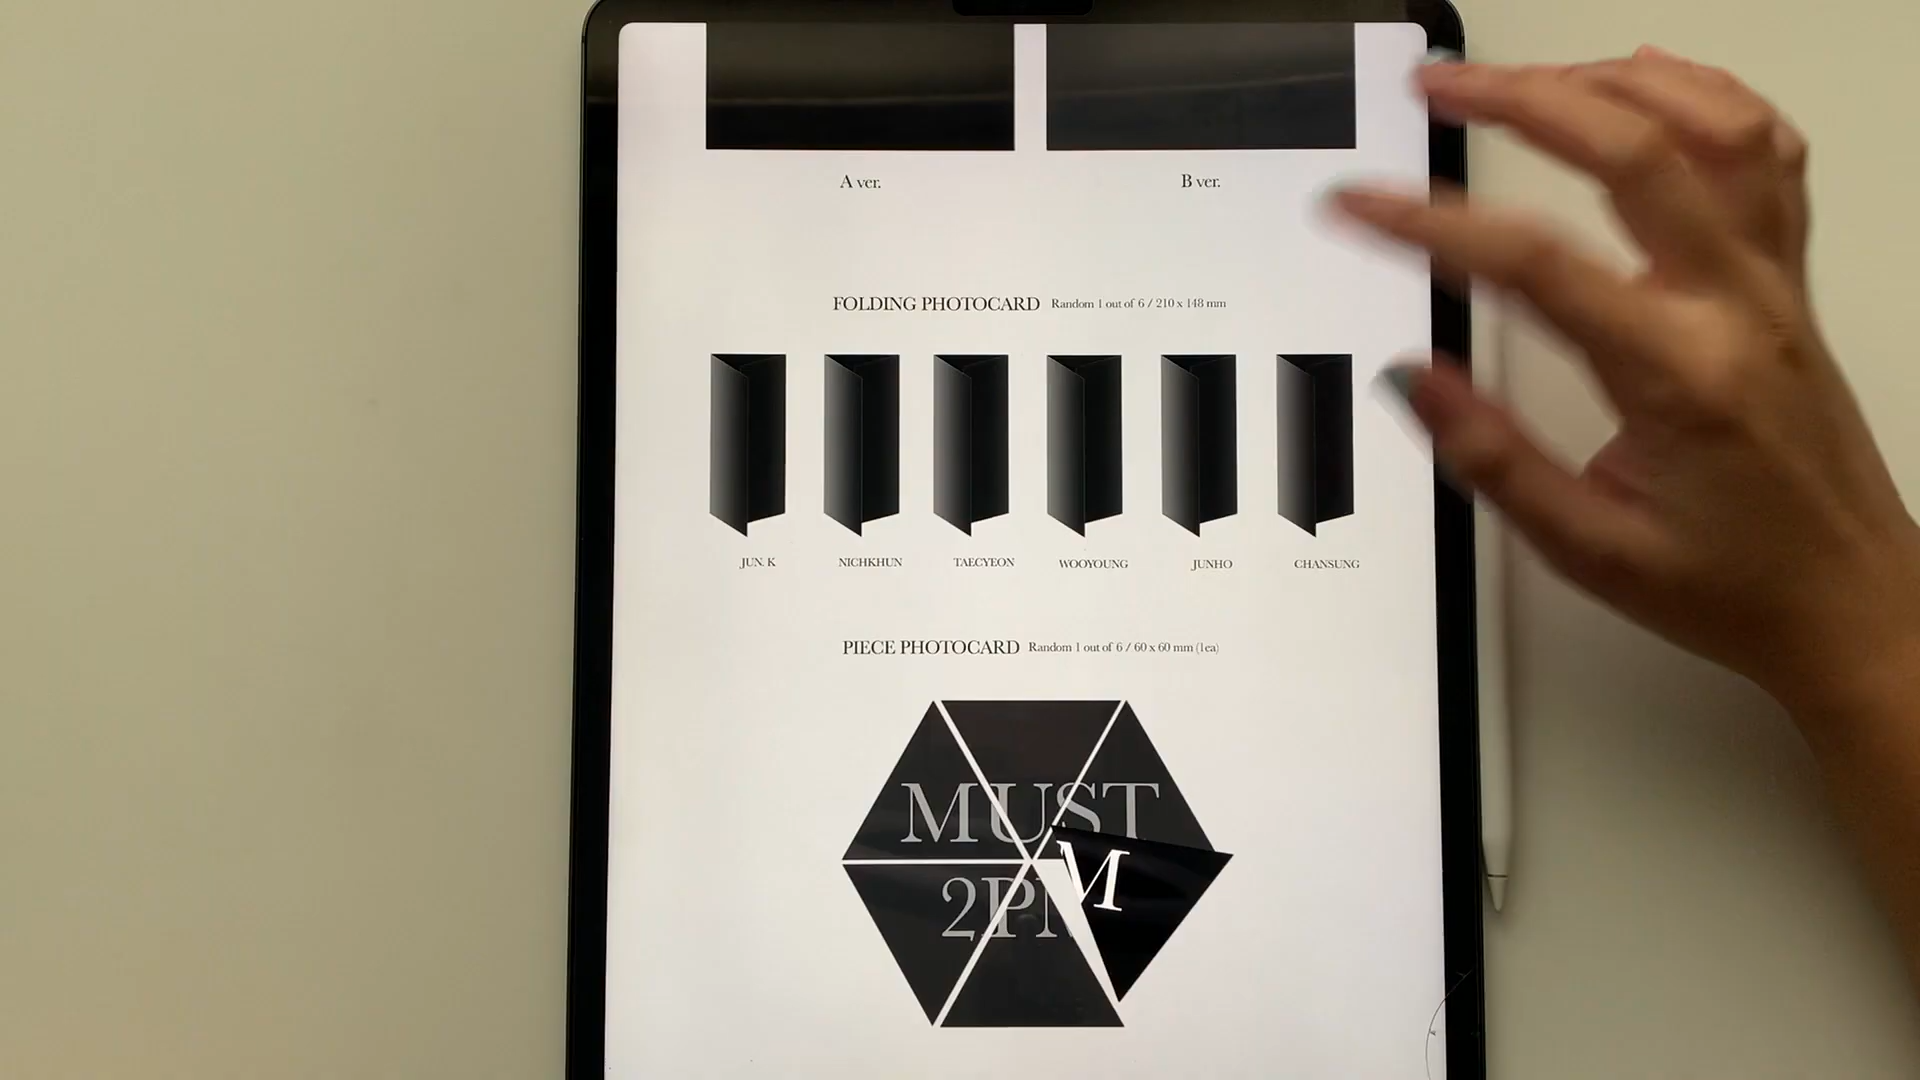 A ver.
B ver.
FOLDING PHOTOCARD Random 1 out of 6 / 210 x 148 mm
JUN. K
NICHKHUN
TAECYEON
WOOYOUNG
JUNHO
CHANSUNG
PIECE PHOTOCARD Random 1 out of 6 / 60 x 60 mm (1ea)
MUST
2PM
M